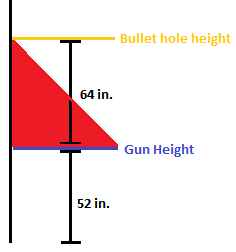 Bullet hole height
64 in.
Gun Height
52 in.